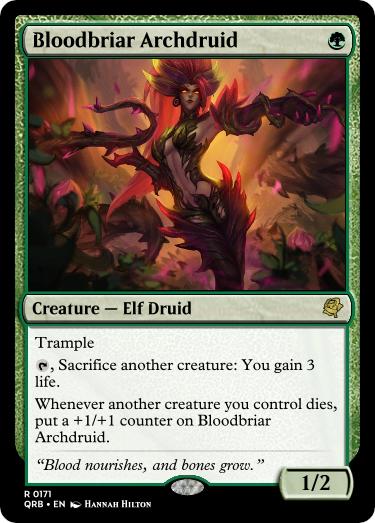 Bloodbriar Archdruid
Creature — Elf Druid
Trample
, Sacrifice another creature: You gain 3
life.
Whenever another creature you control dies,
put a +1/+1 counter on Bloodbriar
Archdruid.
“Blood nourishes, and bones grow.”
1/2
R 0171
QRB • EN Hannah Hilton